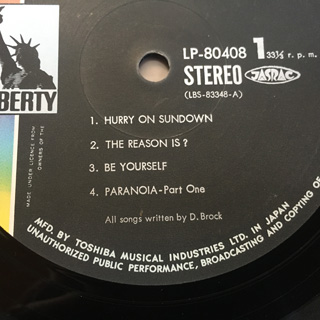 LP-80408 1 33⅓ r. p. m.
STEREO JASRAC
(LBS-83348-A)
BERTY
1. HURRY ON SUNDOWN
2. THE REASON IS?
3. BE YOURSELF
4. PARANOIA-Part One
All songs written by D. Brock
MADE UNDER LICENCE FROM
OWNERS OF THE
MFD. BY TOSHIBA MUSICAL INDUSTRIES LTD. IN JAPAN
UNAUTHORIZED PUBLIC PERFORMANCE, BROADCASTING AND COPYING OF